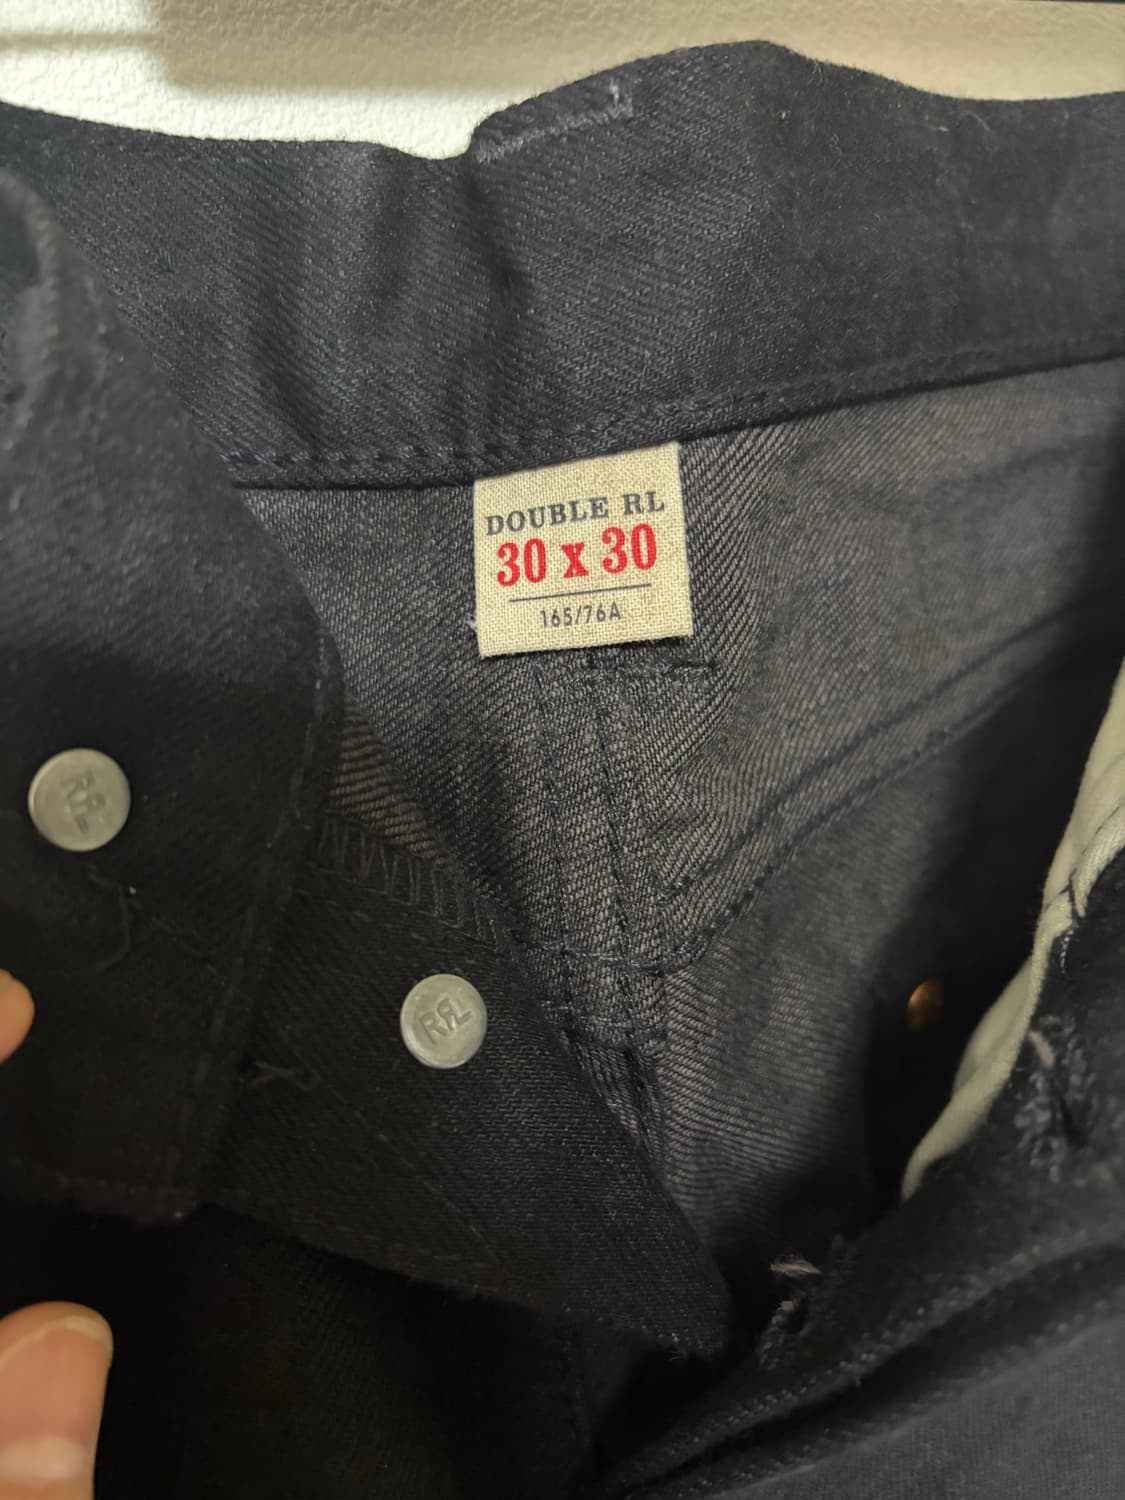 DOUBLE RL
30 x 30
165/76A
RRL
RRL